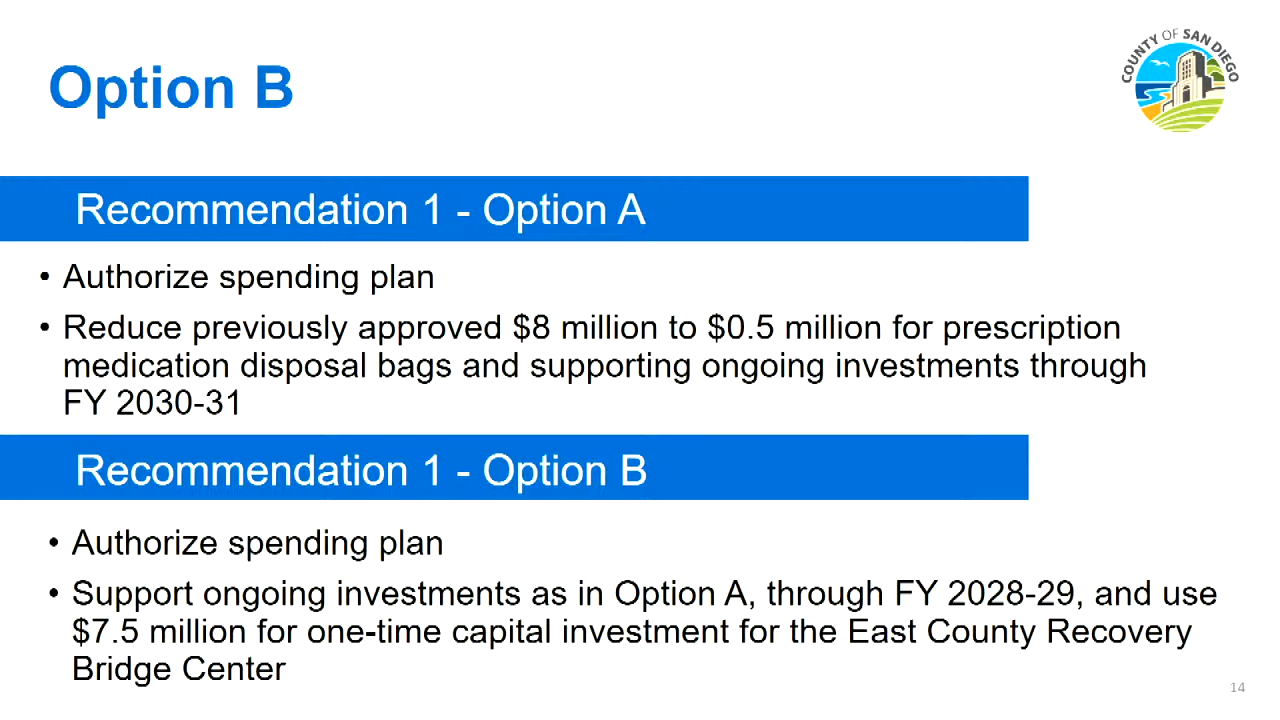 Option B
COUNTY OF SAN DIEGO
Recommendation 1 - Option A
• Authorize spending plan
• Reduce previously approved $8 million to $0.5 million for prescription
medication disposal bags and supporting ongoing investments through
FY 2030-31
Recommendation 1 - Option B
• Authorize spending plan
• Support ongoing investments as in Option A, through FY 2028-29, and use
$7.5 million for one-time capital investment for the East County Recovery
Bridge Center
14